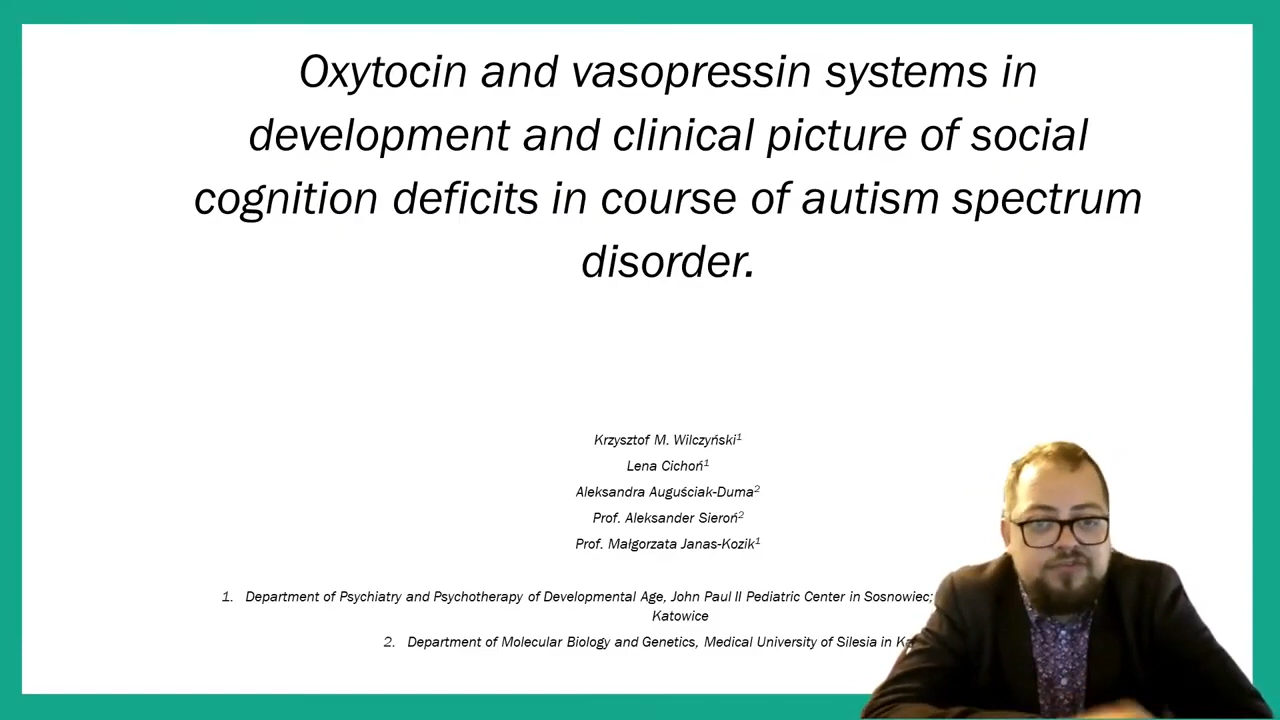 Oxytocin and vasopressin systems in
development and clinical picture of social
cognition deficits in course of autism spectrum
disorder.
Krzysztof M. Wilczyński¹
Lena Cichoń¹
Aleksandra Auguściak-Duma²
Prof. Aleksander Sieroń²
Prof. Małgorzata Janas-Kozik¹
1. Department of Psychiatry and Psychotherapy of Developmental Age, John Paul II Pediatric Center in Sosnowiec;
Katowice
2. Department of Molecular Biology and Genetics, Medical University of Silesia in